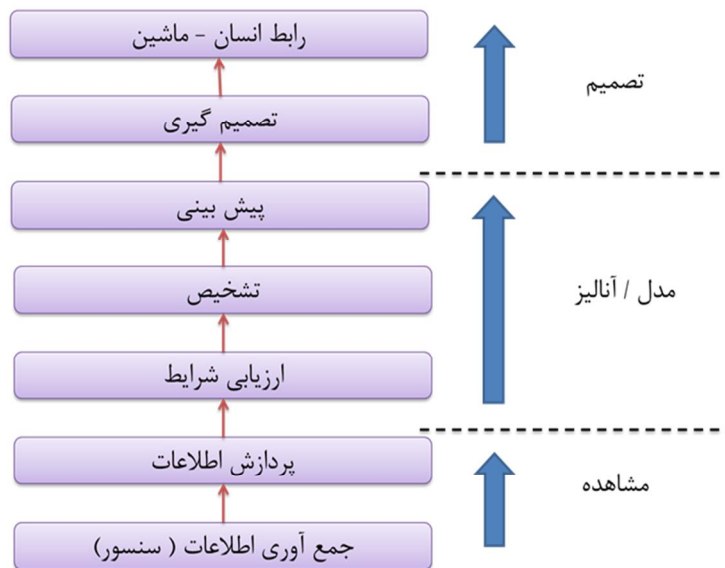 رابط انسان - ماشین
تصمیم گیری
تصمیم
پیش بینی
تشخیص
مدل / آنالیز
ارزیابی شرایط
پردازش اطلاعات
مشاهده
جمع آوری اطلاعات ( سنسور)